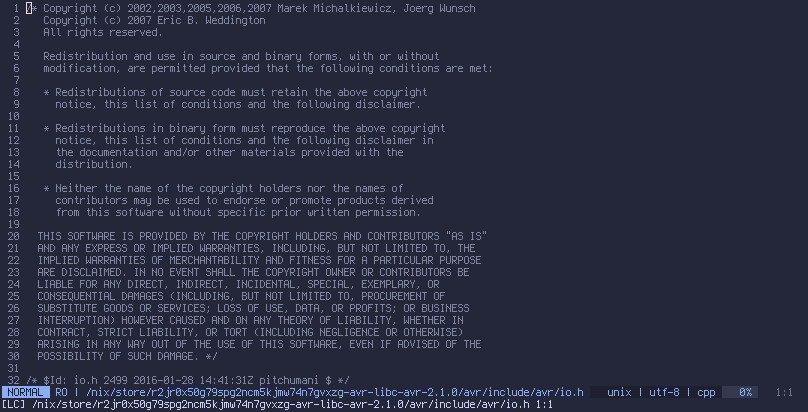 1 /* Copyright (c) 2002,2003,2005,2006,2007 Marek Michalkiewicz, Joerg Wunsch
2 Copyright (c) 2007 Eric B. Weddington
3 All rights reserved.
4
5 Redistribution and use in source and binary forms, with or without
6 modification, are permitted provided that the following conditions are met:
7
8 * Redistributions of source code must retain the above copyright
9 notice, this list of conditions and the following disclaimer.
10
11 * Redistributions in binary form must reproduce the above copyright
12 notice, this list of conditions and the following disclaimer in
13 the documentation and/or other materials provided with the
14 distribution.
15
16 * Neither the name of the copyright holders nor the names of
17 contributors may be used to endorse or promote products derived
18 from this software without specific prior written permission.
19
20 THIS SOFTWARE IS PROVIDED BY THE COPYRIGHT HOLDERS AND CONTRIBUTORS "AS IS"
21 AND ANY EXPRESS OR IMPLIED WARRANTIES, INCLUDING, BUT NOT LIMITED TO, THE
22 IMPLIED WARRANTIES OF MERCHANTABILITY AND FITNESS FOR A PARTICULAR PURPOSE
23 ARE DISCLAIMED. IN NO EVENT SHALL THE COPYRIGHT OWNER OR CONTRIBUTORS BE
24 LIABLE FOR ANY DIRECT, INDIRECT, INCIDENTAL, SPECIAL, EXEMPLARY, OR
25 CONSEQUENTIAL DAMAGES (INCLUDING, BUT NOT LIMITED TO, PROCUREMENT OF
26 SUBSTITUTE GOODS OR SERVICES; LOSS OF USE, DATA, OR PROFITS; OR BUSINESS
27 INTERRUPTION) HOWEVER CAUSED AND ON ANY THEORY OF LIABILITY, WHETHER IN
28 CONTRACT, STRICT LIABILITY, OR TORT (INCLUDING NEGLIGENCE OR OTHERWISE)
29 ARISING IN ANY WAY OUT OF THE USE OF THIS SOFTWARE, EVEN IF ADVISED OF THE
30 POSSIBILITY OF SUCH DAMAGE. */
31
32 /* $Id: io.h 2499 2016-01-28 14:41:31Z pitchumani $ */
NORMAL RO | /nix/store/r2jr0x50g79spg2ncm5kjmw74n7gvxzg-avr-libc-avr-2.1.0/avr/include/avr/io.h unix | utf-8 | cpp 0% 1:1
[LC] /nix/store/r2jr0x50g79spg2ncm5kjmw74n7gvxzg-avr-libc-avr-2.1.0/avr/include/avr/io.h 1:1